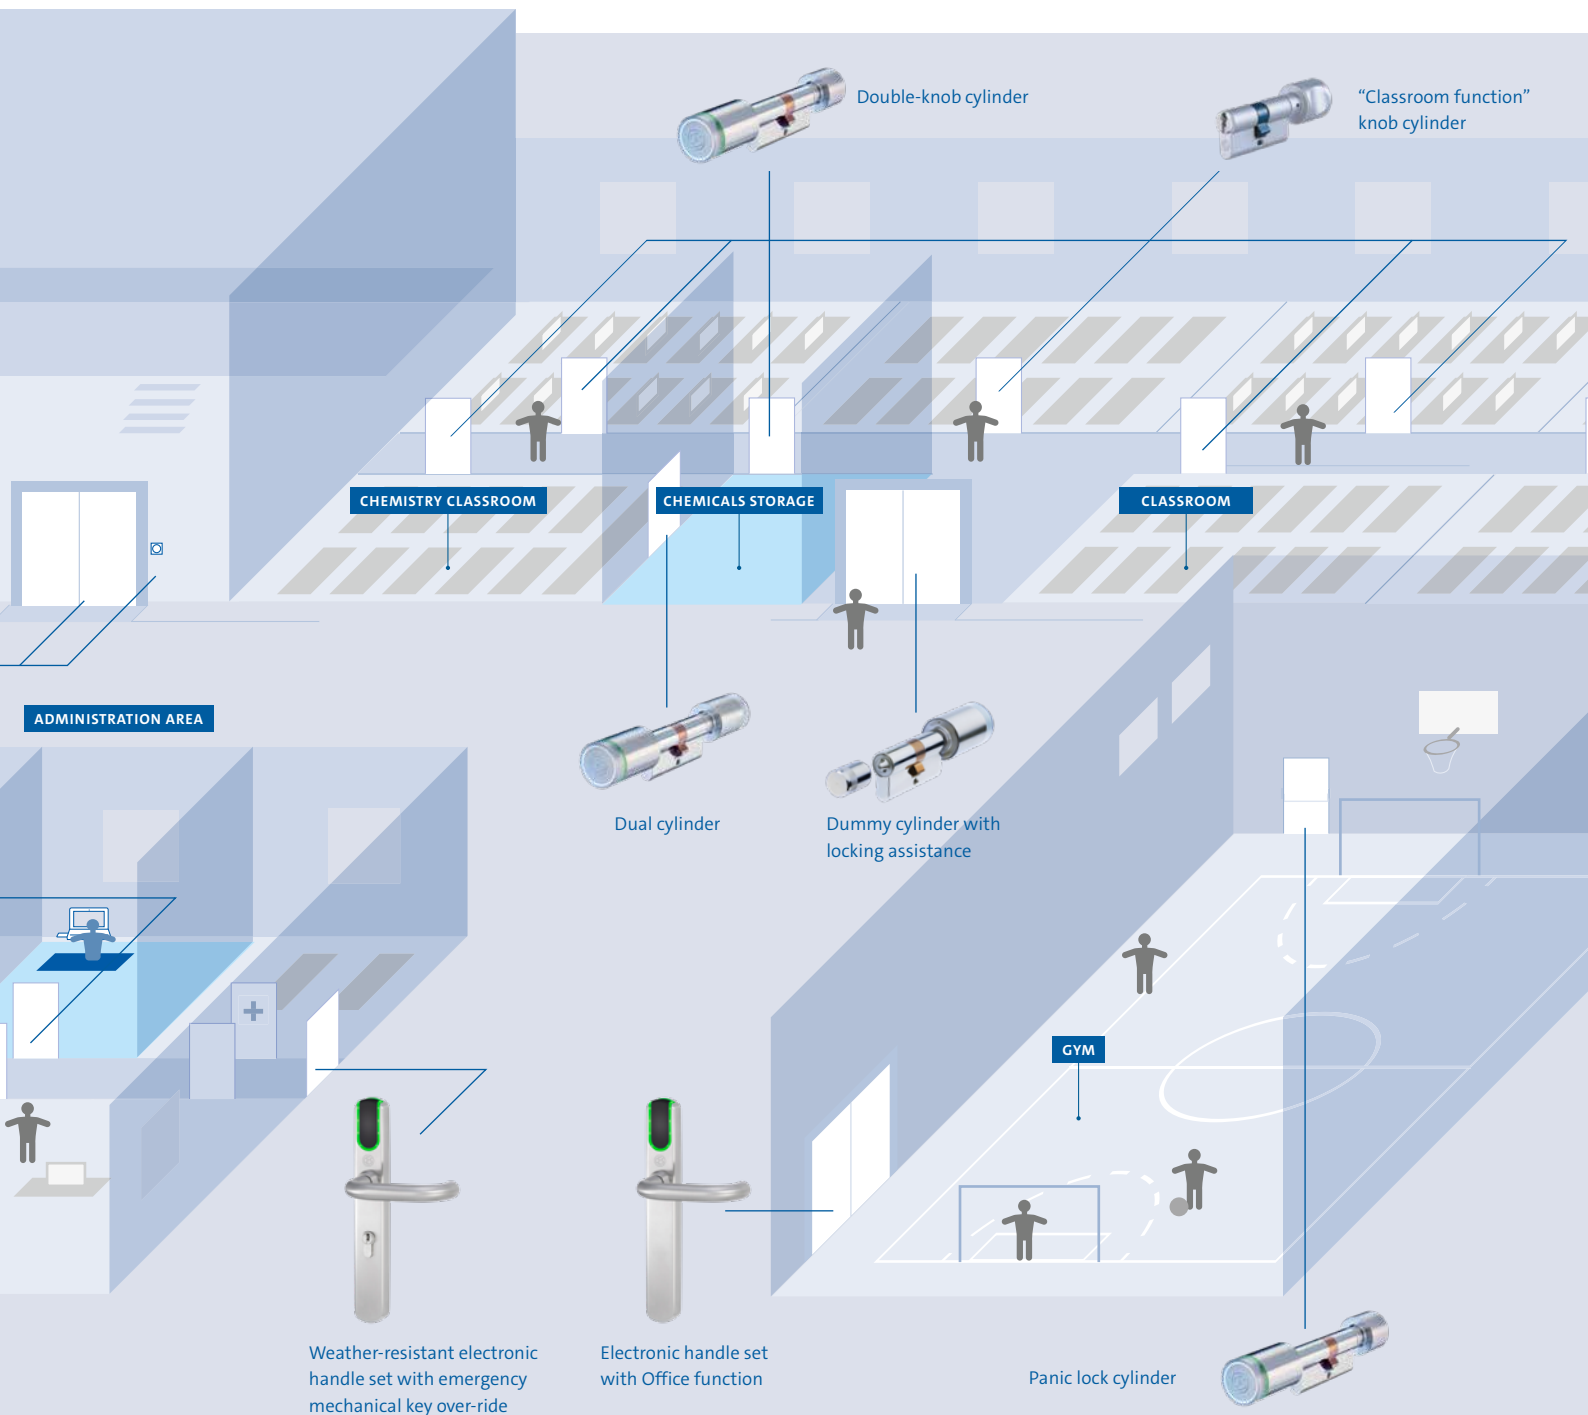 Double-knob cylinder
“Classroom function”
knob cylinder
CHEMISTRY CLASSROOM
CHEMICALS STORAGE
CLASSROOM
ADMINISTRATION AREA
Dual cylinder
Dummy cylinder with
locking assistance
GYM
Weather-resistant electronic
handle set with emergency
mechanical key over-ride
Electronic handle set
with Office function
Panic lock cylinder